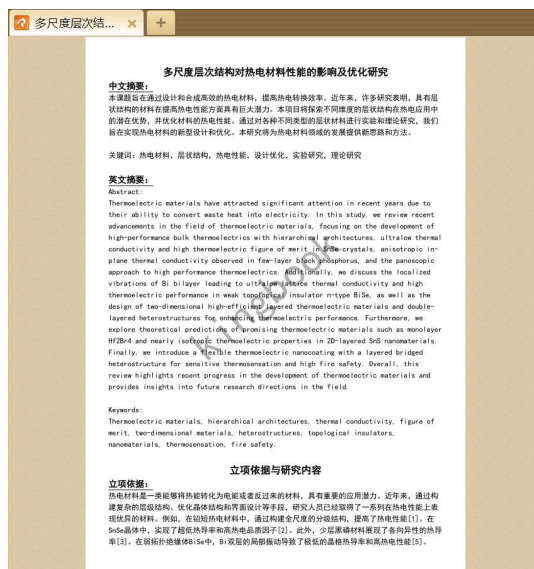 多尺度层次结...
多尺度层次结构对热电材料性能的影响及优化研究
中文摘要:
本课题旨在通过设计和合成高效的热电材料, 提高热电转换效率。近年来, 许多研究表明, 具有层
状结构的材料在提高热电性能方面具有巨大潜力。本项目将探索不同维度的层状结构在热电应用中
的潜在优势, 并优化材料的热电性能。通过对各种不同类型的层状材料进行实验和理论研究, 我们
旨在实现热电材料的新型设计和优化。本研究将为热电材料领域的发展提供新思路和方法。
关键词: 热电材料, 层状结构, 热电性能, 设计优化, 实验研究, 理论研究
英文摘要:
Abstract:
Thermoelectric materials have attracted significant attention in recent years due to
their ability to convert waste heat into electricity. In this study, we review recent
advancements in the field of thermoelectric materials, focusing on the development of
high-performance bulk thermoelectrics with hierarchical architectures, ultralow thermal
conductivity and high thermoelectric figure of merit in SnSe crystals, anisotropic in-
plane thermal conductivity observed in few-layer black phosphorus, and the panoscopic
approach to high performance thermoelectrics. Additionally, we discuss the localized
vibrations of Bi bilayer leading to ultralow lattice thermal conductivity and high
thermoelectric performance in weak topological insulator n-type BiSe, as well as the
design of two-dimensional high-efficient layered thermoelectric materials and double-
layered heterostructures for enhancing thermoelectric performance. Furthermore, we
explore theoretical predictions of promising thermoelectric materials such as monolayer
Hf2Br4 and nearly isotropic thermoelectric properties in 2D-layered SnS nanomaterials.
Finally, we introduce a flexible thermoelectric nanocoating with a layered bridged
heterostructure for sensitive thermosensation and high fire safety. Overall, this
review highlights recent progress in the development of thermoelectric materials and
provides insights into future research directions in the field.
Keywords:
Thermoelectric materials, hierarchical architectures, thermal conductivity, figure of
merit, two-dimensional materials, heterostructures, topological insulators,
nanomaterials, thermosensation, fire safety.
立项依据与研究内容
立项依据:
热电材料是一类能够将热能转化为电能或者反过来的材料, 具有重要的应用潜力。近年来, 通过构
建复杂的层级结构、优化晶体结构和界面设计等手段, 研究人员已经取得了一系列在热电性能上表
现优异的材料。例如, 在铅短热电材料中, 通过构建全尺度的分级结构, 提高了热电性能[1]。在
SnSe晶体中, 实现了超低热导率和高热电品质因子[2]。此外, 少层黑磷材料展现了各向异性的热导
率[3]。在弱拓扑绝缘体BiSe中, Bi双层的局部振动导致了极低的晶格热导率和高热电性能[5]。
kingbook